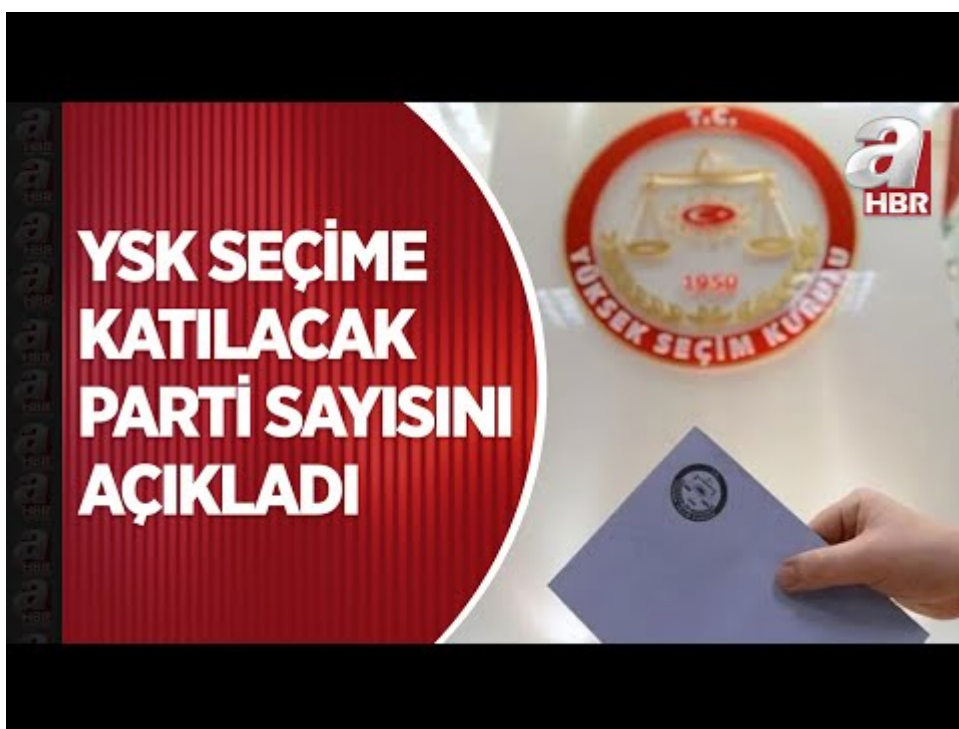 YSK SEÇİME
KATILACAK
PARTİ SAYISINI
AÇIKLADI
T.C.
1950
YÜKSEK SEÇİM KURULU
a
HBR